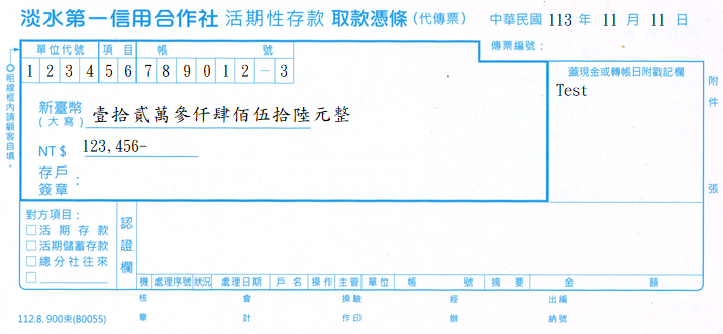 淡水第一信用合作社 活期性存款 取款憑條 (代傳票) 中華民國 113 年 11 月 11 日
傳票編號：
單位代號 項目 帳 號
1 2 3 4 5 6 7 8 9 0 1 2 - 3
蓋現金或轉帳日附戳記欄
Test
附件 張
○粗線框內請顧客自填。
新臺幣
(大寫) 壹拾貳萬參仟肆佰伍拾陸元整
NT$ 123,456-
存戶
簽章：
對方項目：
□活期存款
□活期儲蓄存款
□總分社往來
□
認證欄
機 處理序號 狀況 處理日期 戶名 操作 主管 單位 帳 號 摘要 金 額
核 會 操驗 經 出編
章 計 作印 辦 納號
112.8. 900束(B0055)